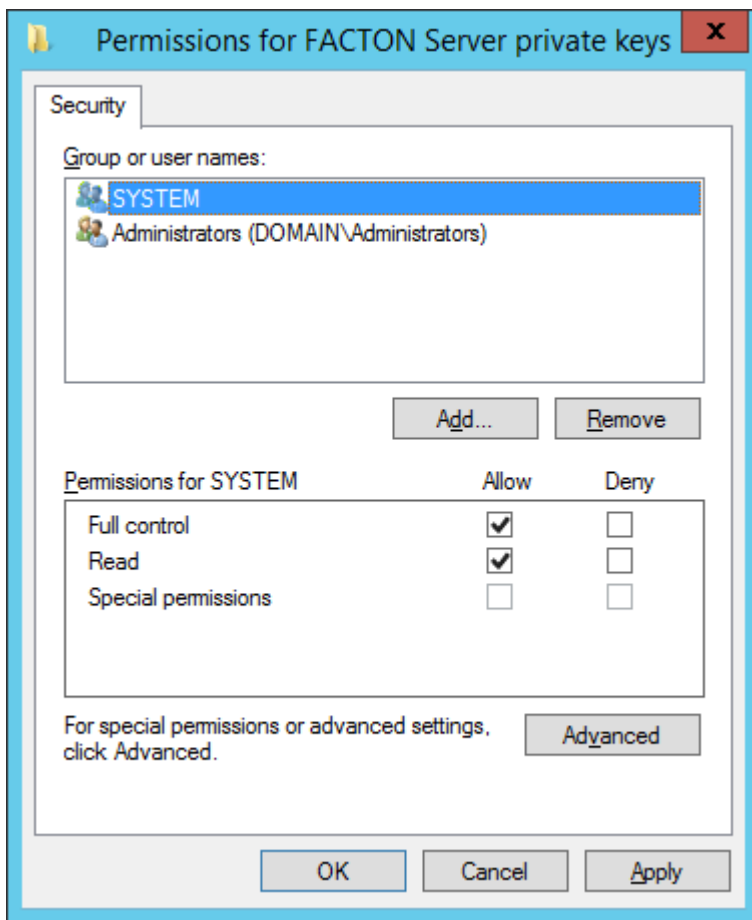 Permissions for FACTON Server private keys
x
Security
Group or user names:
SYSTEM
Administrators (DOMAIN\Administrators)
Add...
Remove
Permissions for SYSTEM
Allow
Deny
Full control
Read
Special permissions
For special permissions or advanced settings,
click Advanced.
Advanced
OK
Cancel
Apply